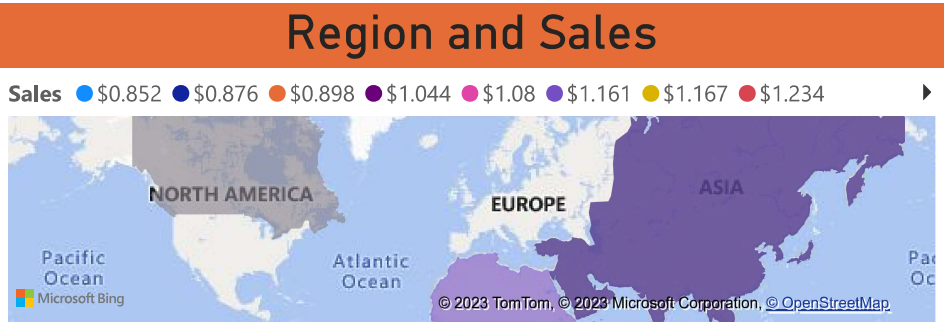 Region and Sales
Sales $0.852 $0.876 $0.898 $1.044 $1.08 $1.161 $1.167 $1.234
NORTH AMERICA
ASIA
EUROPE
Pacific
Ocean
Atlantic
Ocean
Pac
Oc
Microsoft Bing
© 2023 TomTom, © 2023 Microsoft Corporation, © OpenStreetMap